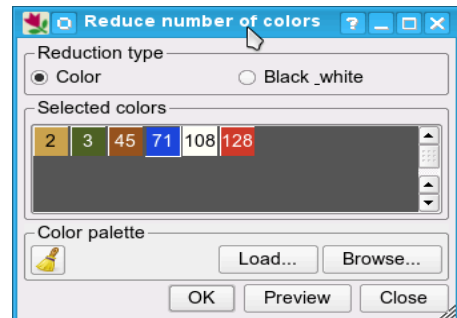 Reduce number of colors
Reduction type
Color Black_white
Selected colors
2 3 45 71 108 128
Color palette
Load... Browse...
OK Preview Close